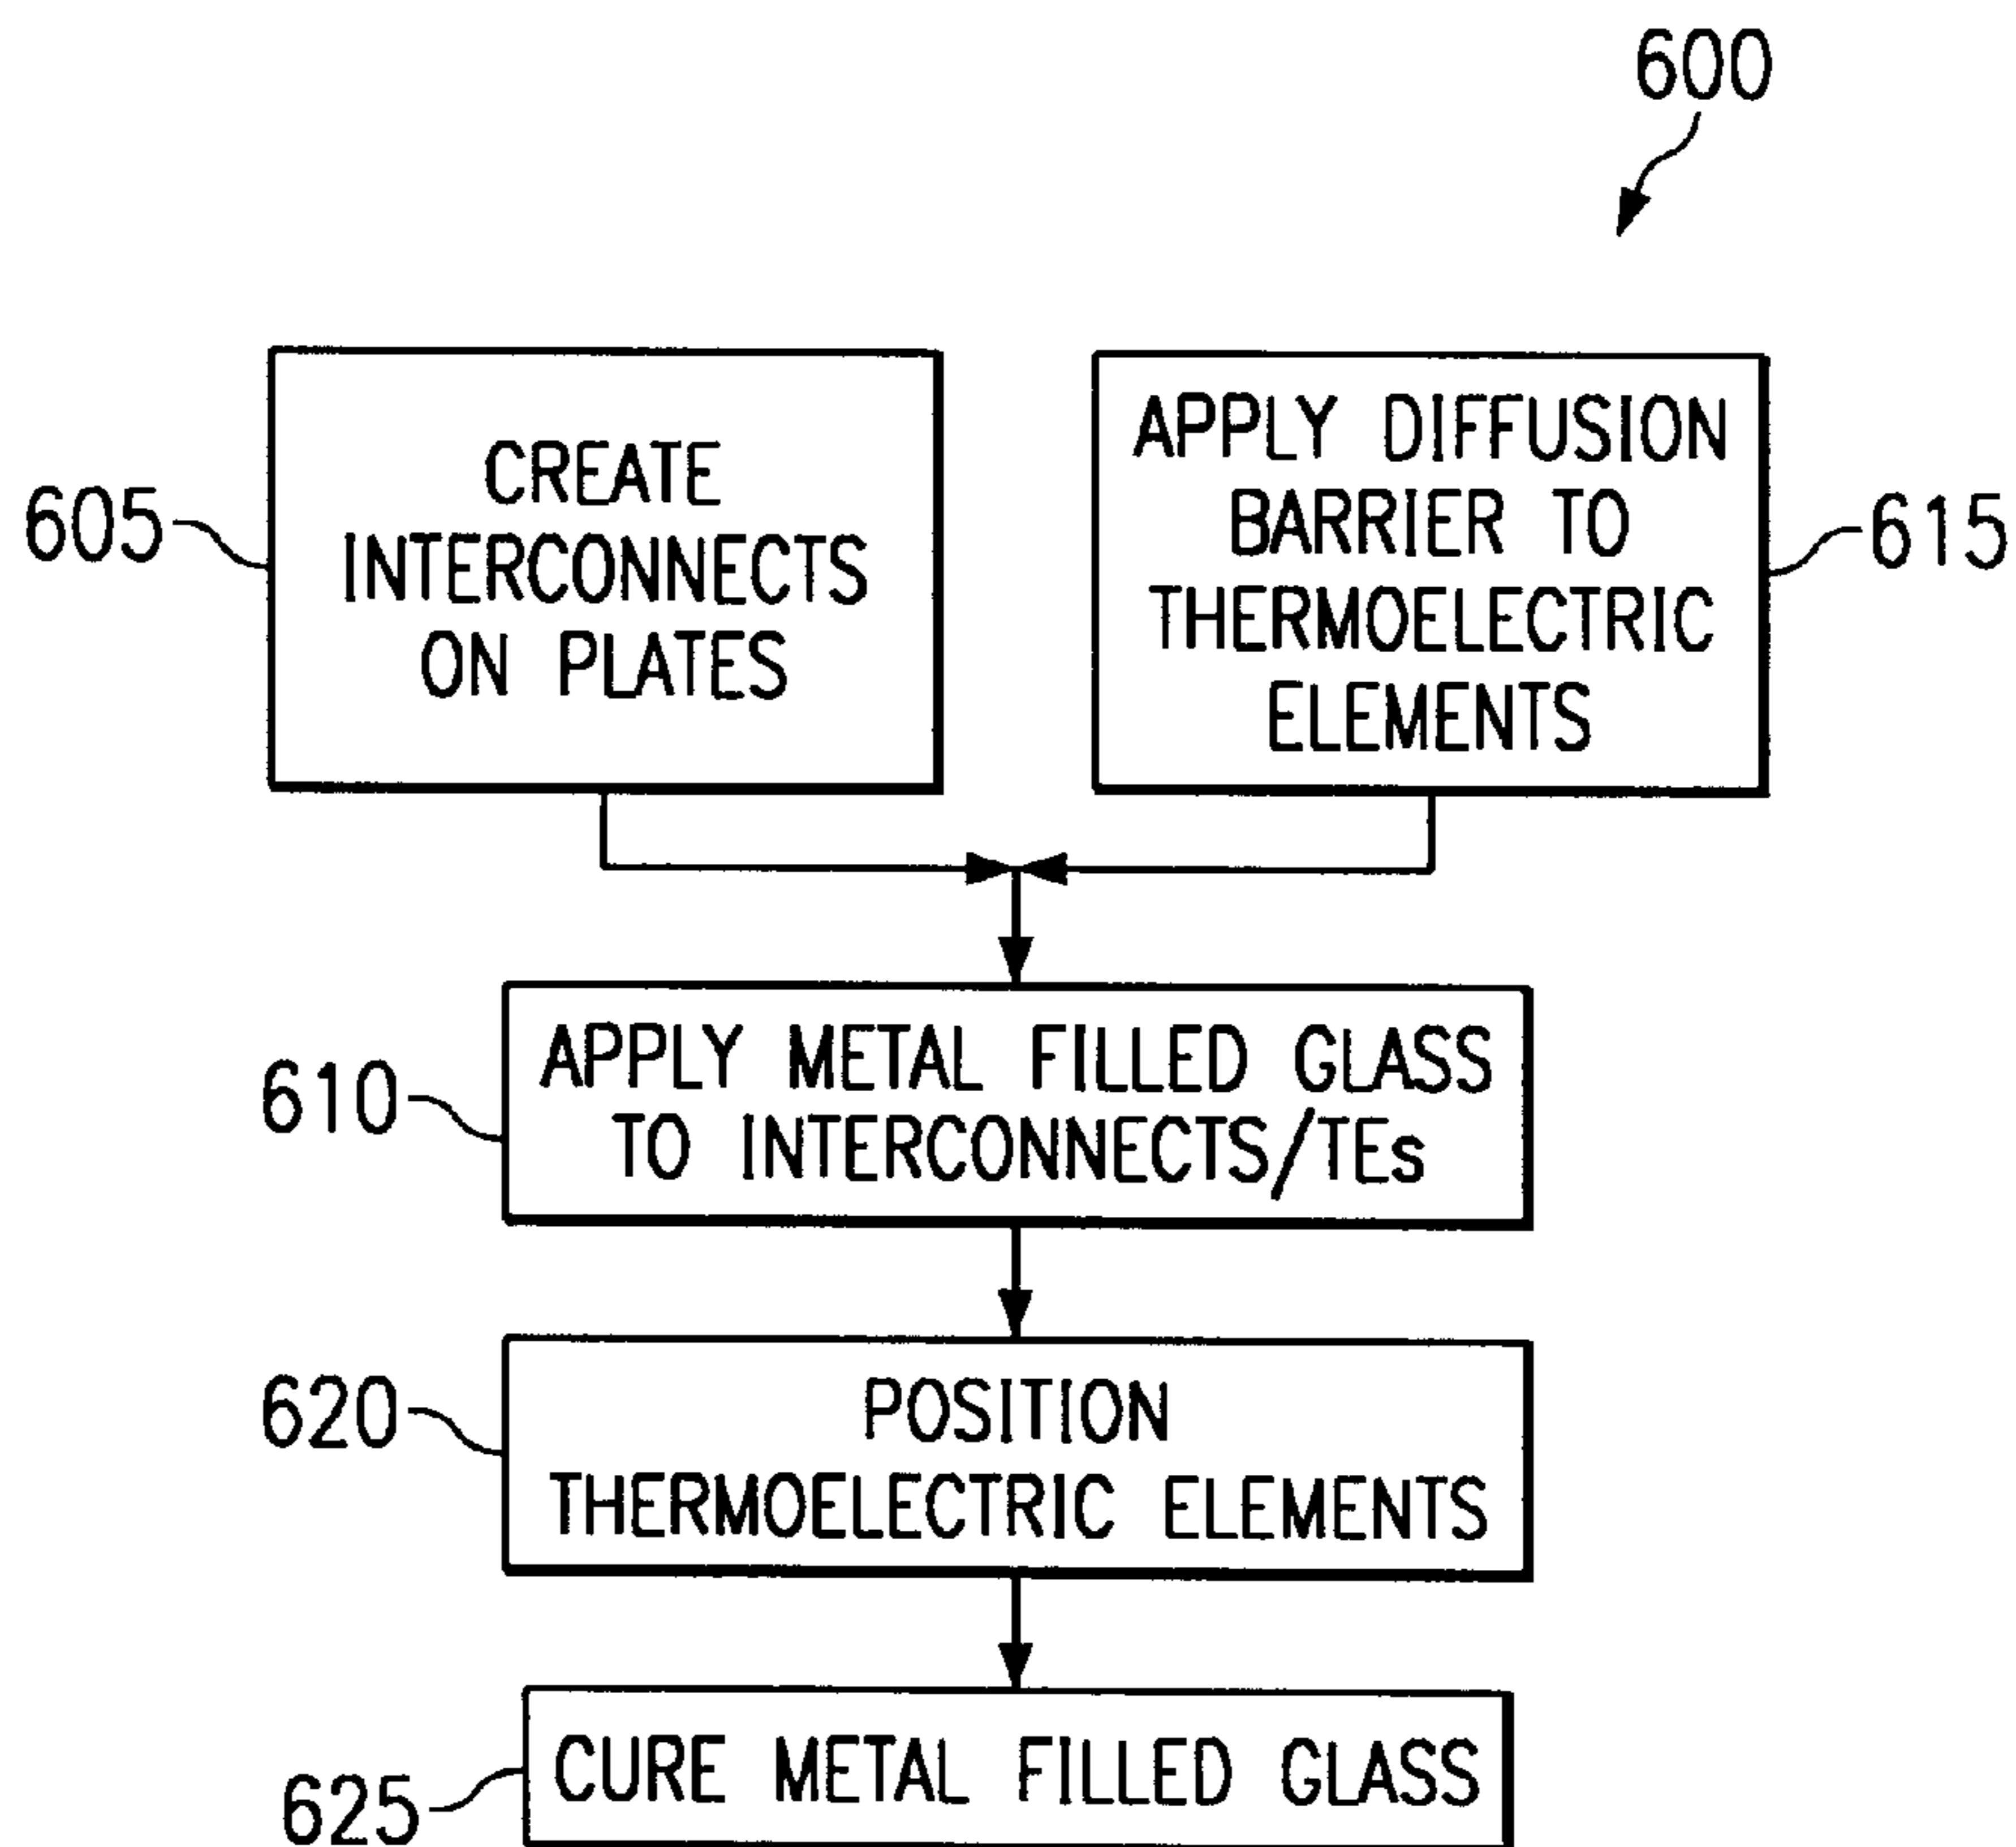 600
605
CREATE
INTERCONNECTS
ON PLATES
APPLY DIFFUSION
BARRIER TO
THERMOELECTRIC
ELEMENTS
615
610
APPLY METAL FILLED GLASS
TO INTERCONNECTS/TEs
620
POSITION
THERMOELECTRIC ELEMENTS
625
CURE METAL FILLED GLASS